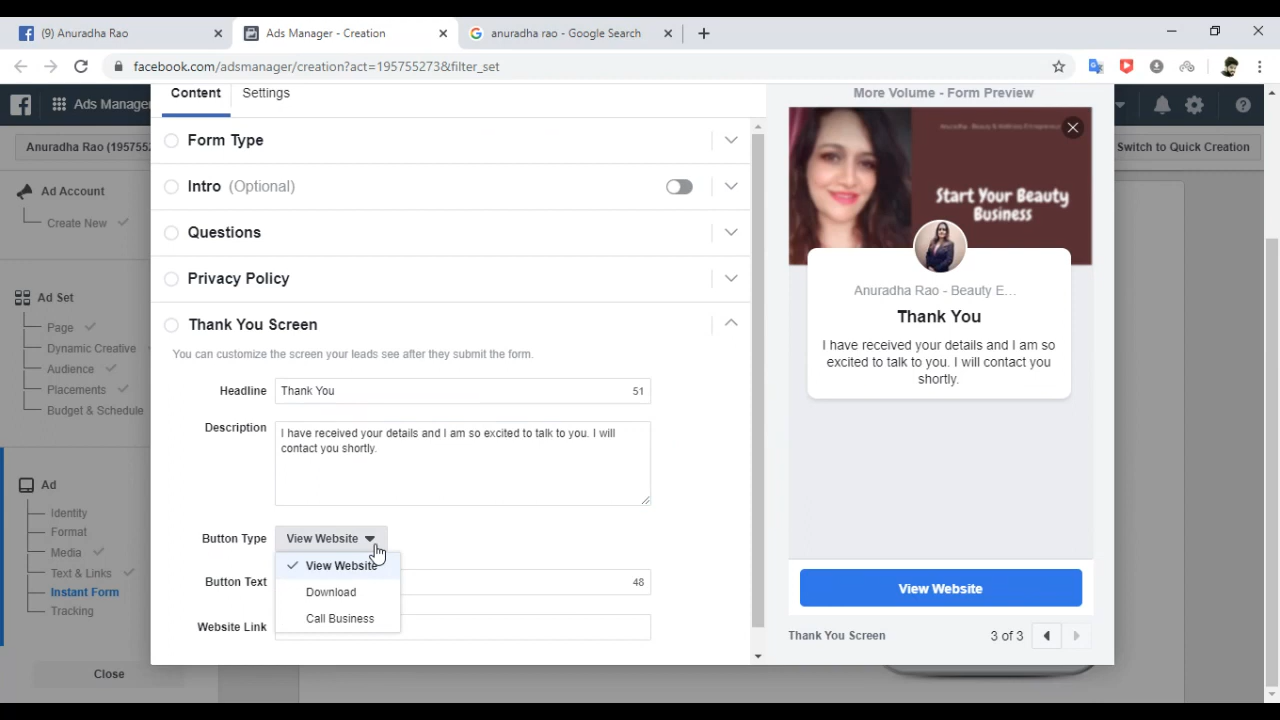 (9) Anuradha Rao
Ads Manager - Creation
anuradha rao - Google Search
facebook.com/adsmanager/creation?act=195755273&filter_set
Ads Manager
Anuradha Rao (19575527
Switch to Quick Creation
Ad Account
Create New
Ad Set
Page
Dynamic Creative
Audience
Placements
Budget & Schedule
Ad
Identity
Format
Media
Text & Links
Instant Form
Tracking
Close
Content
Settings
Form Type
Intro (Optional)
Questions
Privacy Policy
Thank You Screen
You can customize the screen your leads see after they submit the form.
Headline
Thank You
51
Description
I have received your details and I am so excited to talk to you. I will
contact you shortly.
Button Type
View Website
View Website
Download
Call Business
Button Text
48
Website Link
More Volume - Form Preview
Start Your Beauty
Business
Anuradha Rao - Beauty E...
Thank You
I have received your details and I am so
excited to talk to you. I will contact you
shortly.
View Website
Thank You Screen
3 of 3